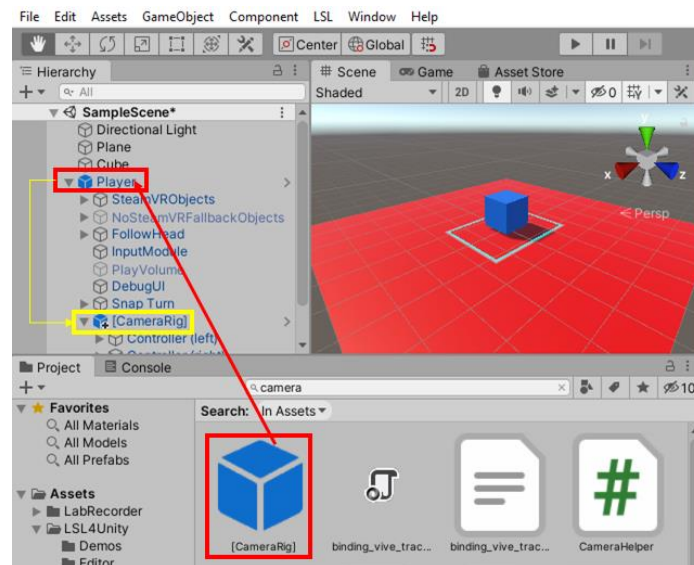 File Edit Assets GameObject Component LSL Window Help
Center Global
Hierarchy
# Scene Game Asset Store
All
Shaded 2D 0
SampleScene*
Directional Light
Plane
Cube
Player
SteamVRObjects
NoSteamVRFallbackObjects
FollowHead
InputModule
PlayVolume
DebugUI
Snap Turn
[CameraRig]
Controller (left)
Controller (right)
y
x z
Persp
Project Console
camera 10
Favorites
All Materials
All Models
All Prefabs
Assets
LabRecorder
LSL4Unity
Demos
Editor
Search: In Assets
[CameraRig] binding_vive_trac... binding_vive_trac... CameraHelper